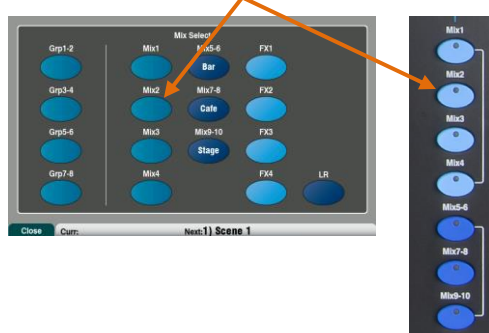 Mix Select
Grp1-2 Mix1 Mix5-6 FX1
Bar
Grp3-4 Mix2 Mix7-8 FX2
Cafe
Grp5-6 Mix3 Mix9-10 FX3
Stage
Grp7-8 Mix4 FX4 LR
Close Curr: Next:1) Scene 1
Mix1
Mix2
Mix3
Mix4
Mix5-6
Mix7-8
Mix9-10